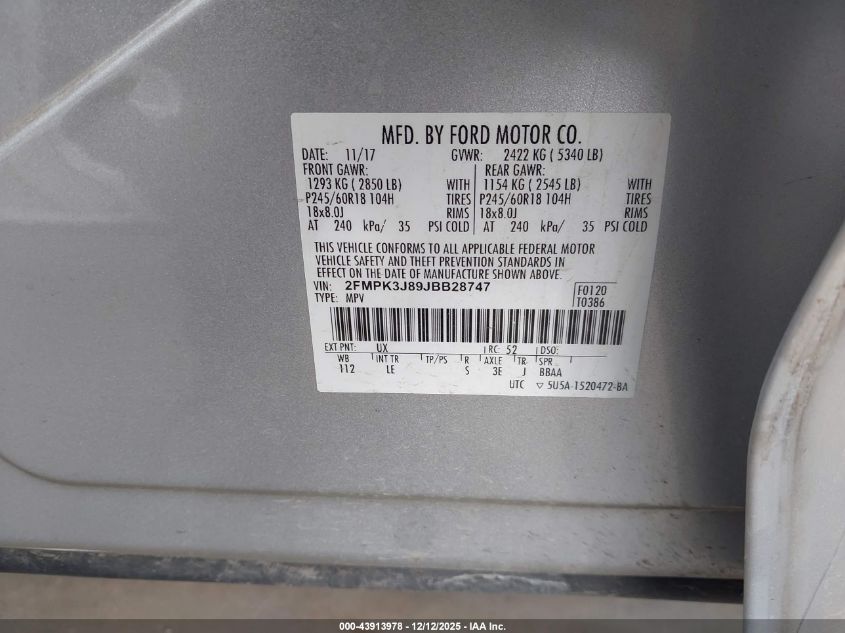 MFD. BY FORD MOTOR CO.
DATE: 11/17 GVWR: 2422 KG ( 5340 LB)
FRONT GAWR: REAR GAWR:
1293 KG ( 2850 LB) WITH 1154 KG ( 2545 LB) WITH
P245/60R18 104H TIRES P245/60R18 104H TIRES
18x8.0J RIMS 18x8.0J RIMS
AT 240 kPa/ 35 PSI COLD AT 240 kPa/ 35 PSI COLD
THIS VEHICLE CONFORMS TO ALL APPLICABLE FEDERAL MOTOR
VEHICLE SAFETY AND THEFT PREVENTION STANDARDS IN
EFFECT ON THE DATE OF MANUFACTURE SHOWN ABOVE.
VIN: 2FMPK3J89JBB28747 F0120
TYPE: MPV T0386
EXT PNT: UX RC: 52 DSO:
WB INT TR TP/PS R AXLE TR SPR
112 LE S 3E J BBAA
UTC ▽ 5U5A-1520472-BA
000-43913978 - 12/12/2025 - IAA Inc.